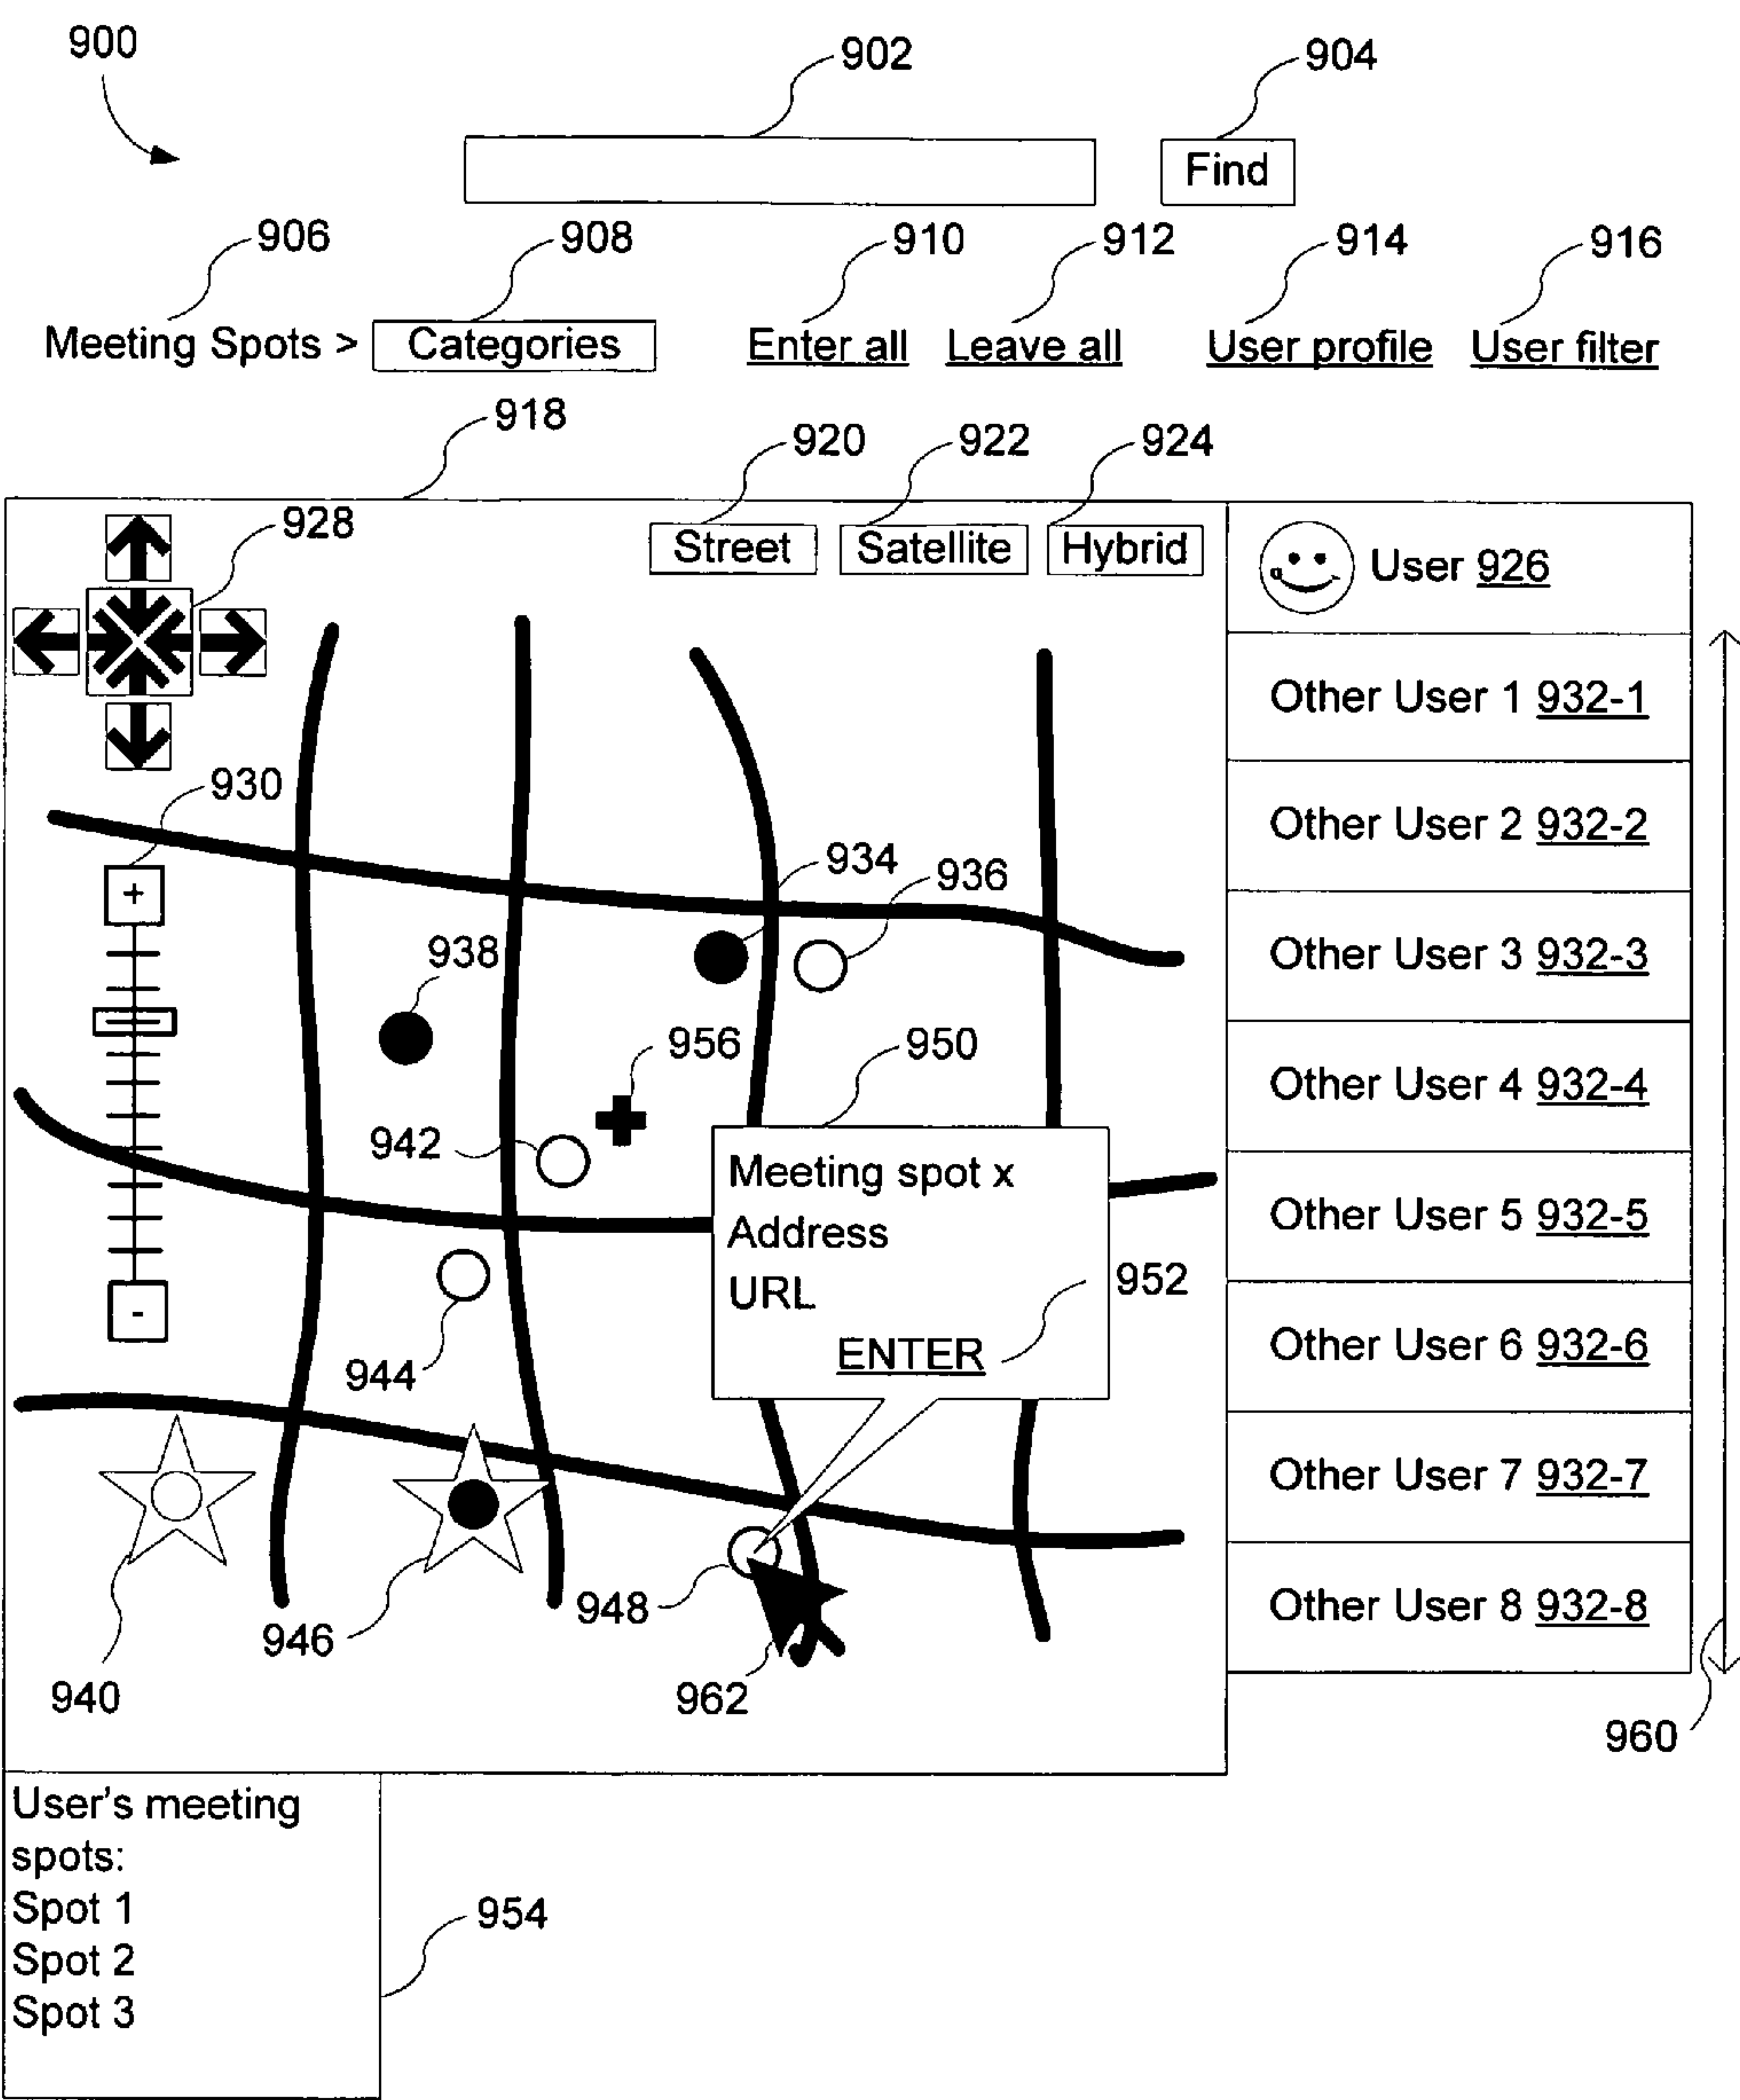 900
902
904
Find
906
908
910
912
914
916
Meeting Spots > Categories Enter all Leave all User profile User filter
918
920
922
924
928
Street Satellite Hybrid
User 926
Other User 1 932-1
930
Other User 2 932-2
+
934
936
938
Other User 3 932-3
956
950
Other User 4 932-4
942
Meeting spot x
Address
URL
ENTER
952
Other User 5 932-5
-
944
Other User 6 932-6
Other User 7 932-7
948
946
Other User 8 932-8
940
962
960
User's meeting
spots:
Spot 1
Spot 2
Spot 3
954